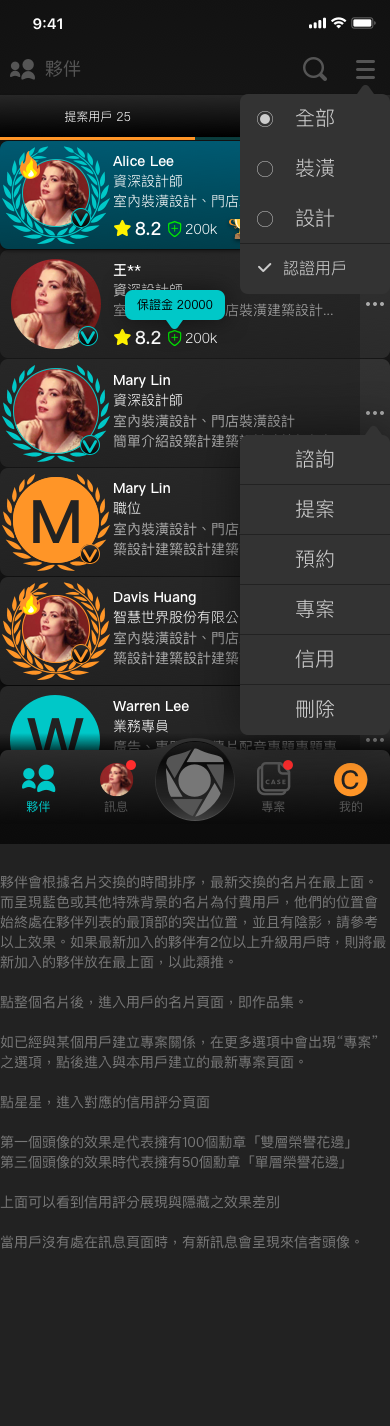 9:41
夥伴
提案用戶 25
全部
裝潢
設計
認證用戶
Alice Lee
資深設計師
室內裝潢設計、門店
8.2
200k
王**
資深設計師
保證金 20000
店裝潢建築設計...
8.2
200k
Mary Lin
資深設計師
室內裝潢設計、門店裝潢設計
簡單介紹設築計建築
諮詢
提案
預約
專案
信用
刪除
M
Mary Lin
職位
室內裝潢設計、門店
築設計建築設計建築
Davis Huang
智慧世界股份有限公
室內裝潢設計、門店
築設計建築設計建築
W
Warren Lee
業務專員
夥伴
訊息
CASE
專案
C
我的
夥伴會根據名片交換的時間排序，最新交換的名片在最上面。
而呈現藍色或其他特殊背景的名片為付費用戶，他們的位置會
始終處在夥伴列表的最頂部的突出位置，並且有陰影，請參考
以上效果。如果最新加入的夥伴有2位以上升級用戶時，則將最
新加入的夥伴放在最上面，以此類推。
點整個名片後，進入用戶的名片頁面，即作品集。
如已經與某個用戶建立專案關係，在更多選項中會出現“專案”
之選項，點後進入與本用戶建立的最新專案頁面。
點星星，進入對應的信用評分頁面
第一個頭像的效果是代表擁有100個勳章「雙層榮譽花邊」
第三個頭像的效果時代表擁有50個勳章「單層榮譽花邊」
上面可以看到信用評分展現與隱藏之效果差別
當用戶沒有處在訊息頁面時，有新訊息會呈現來信者頭像。